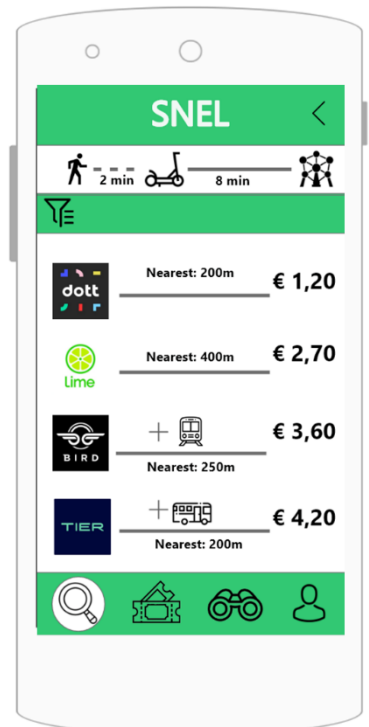 SNEL
2 min
8 min
dott
Nearest: 200m
€ 1,20
Lime
Nearest: 400m
€ 2,70
BIRD
Nearest: 250m
€ 3,60
TIER
Nearest: 200m
€ 4,20